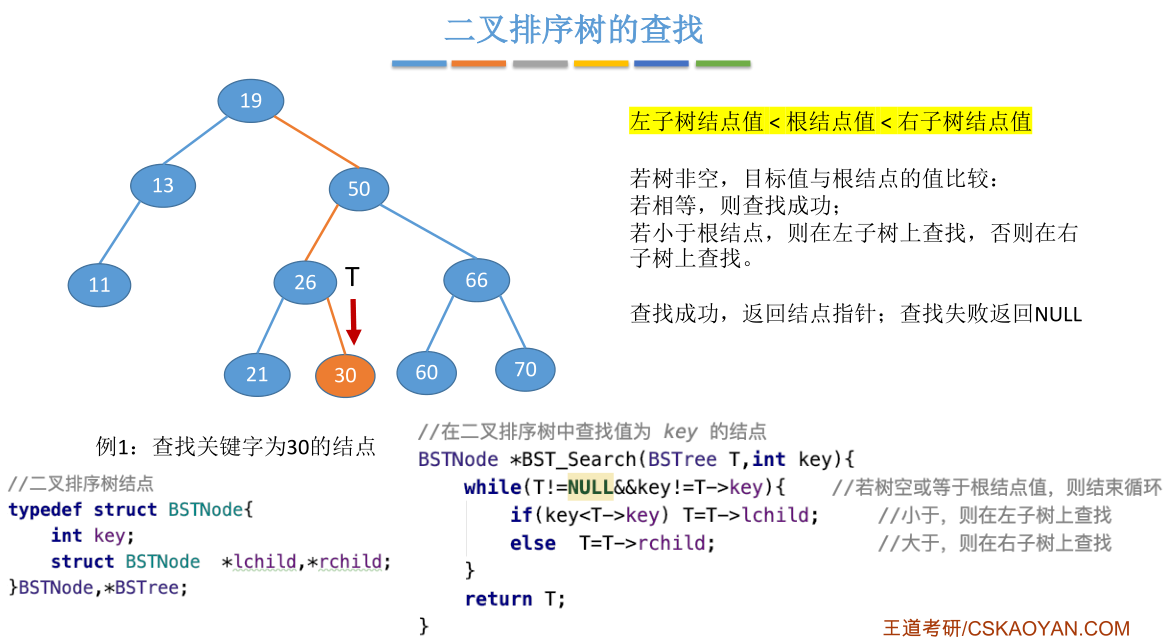 二叉排序树的查找
19
13
50
11
26
T
66
21
30
60
70
左子树结点值 < 根结点值 < 右子树结点值
若树非空，目标值与根结点的值比较：
若相等，则查找成功；
若小于根结点，则在左子树上查找，否则在右
子树上查找。
查找成功，返回结点指针；查找失败返回NULL
例1：查找关键字为30的结点
//二叉排序树结点
typedef struct BSTNode{
    int key;
    struct BSTNode  *lchild,*rchild;
}BSTNode,*BSTree;
//在二叉排序树中查找值为 key 的结点
BSTNode *BST_Search(BSTree T,int key){
    while(T!=NULL&&key!=T->key){    //若树空或等于根结点值，则结束循环
        if(key<T->key) T=T->lchild;     //小于，则在左子树上查找
        else  T=T->rchild;              //大于，则在右子树上查找
    }
    return T;
}
王道考研/CSKAOYAN.COM